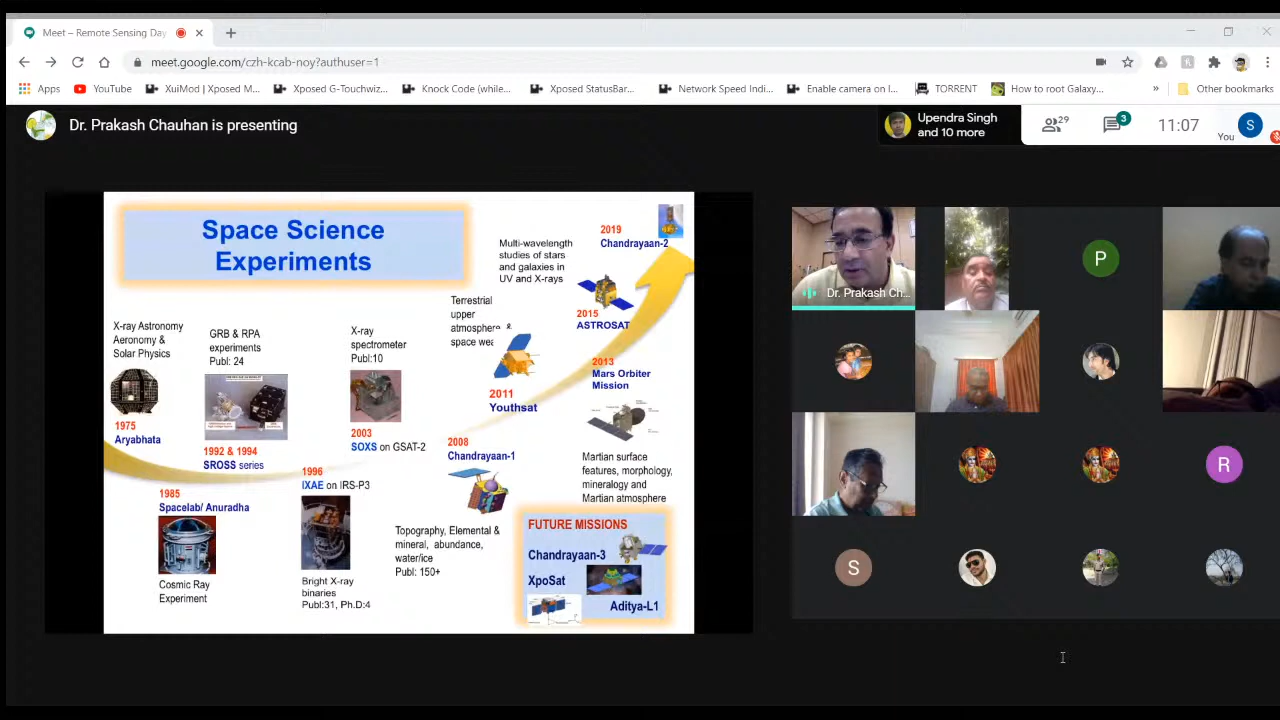 Meet – Remote Sensing Day
meet.google.com/czh-kcab-noy?authuser=1
Apps
YouTube
XuiMod | Xposed M...
Xposed G-Touchwiz...
Knock Code (while...
Xposed StatusBar...
Network Speed Indi...
Enable camera on l...
TORRENT
How to root Galaxy...
»
Other bookmarks
Dr. Prakash Chauhan is presenting
Upendra Singh
and 10 more
29
3
11:07
You
S
Space Science
Experiments
X-ray Astronomy
Aeronomy &
Solar Physics
1975
Aryabhata
GRB & RPA
experiments
Publ: 24
1992 & 1994
SROSS series
1985
Spacelab/ Anuradha
Cosmic Ray
Experiment
1996
IXAE on IRS-P3
Bright X-ray
binaries
Publ:31, Ph.D:4
X-ray
spectrometer
Publ:10
2003
SOXS on GSAT-2
2008
Chandrayaan-1
Topography, Elemental &
mineral, abundance,
water/ice
Publ: 150+
Terrestrial
upper
atmosphere &
space wea
2011
Youthsat
Multi-wavelength
studies of stars
and galaxies in
UV and X-rays
2015
ASTROSAT
2013
Mars Orbiter
Mission
Martian surface
features, morphology,
mineralogy and
Martian atmosphere
2019
Chandrayaan-2
FUTURE MISSIONS
Chandrayaan-3
XpoSat
Aditya-L1
Dr. Prakash Ch...
P
R
S